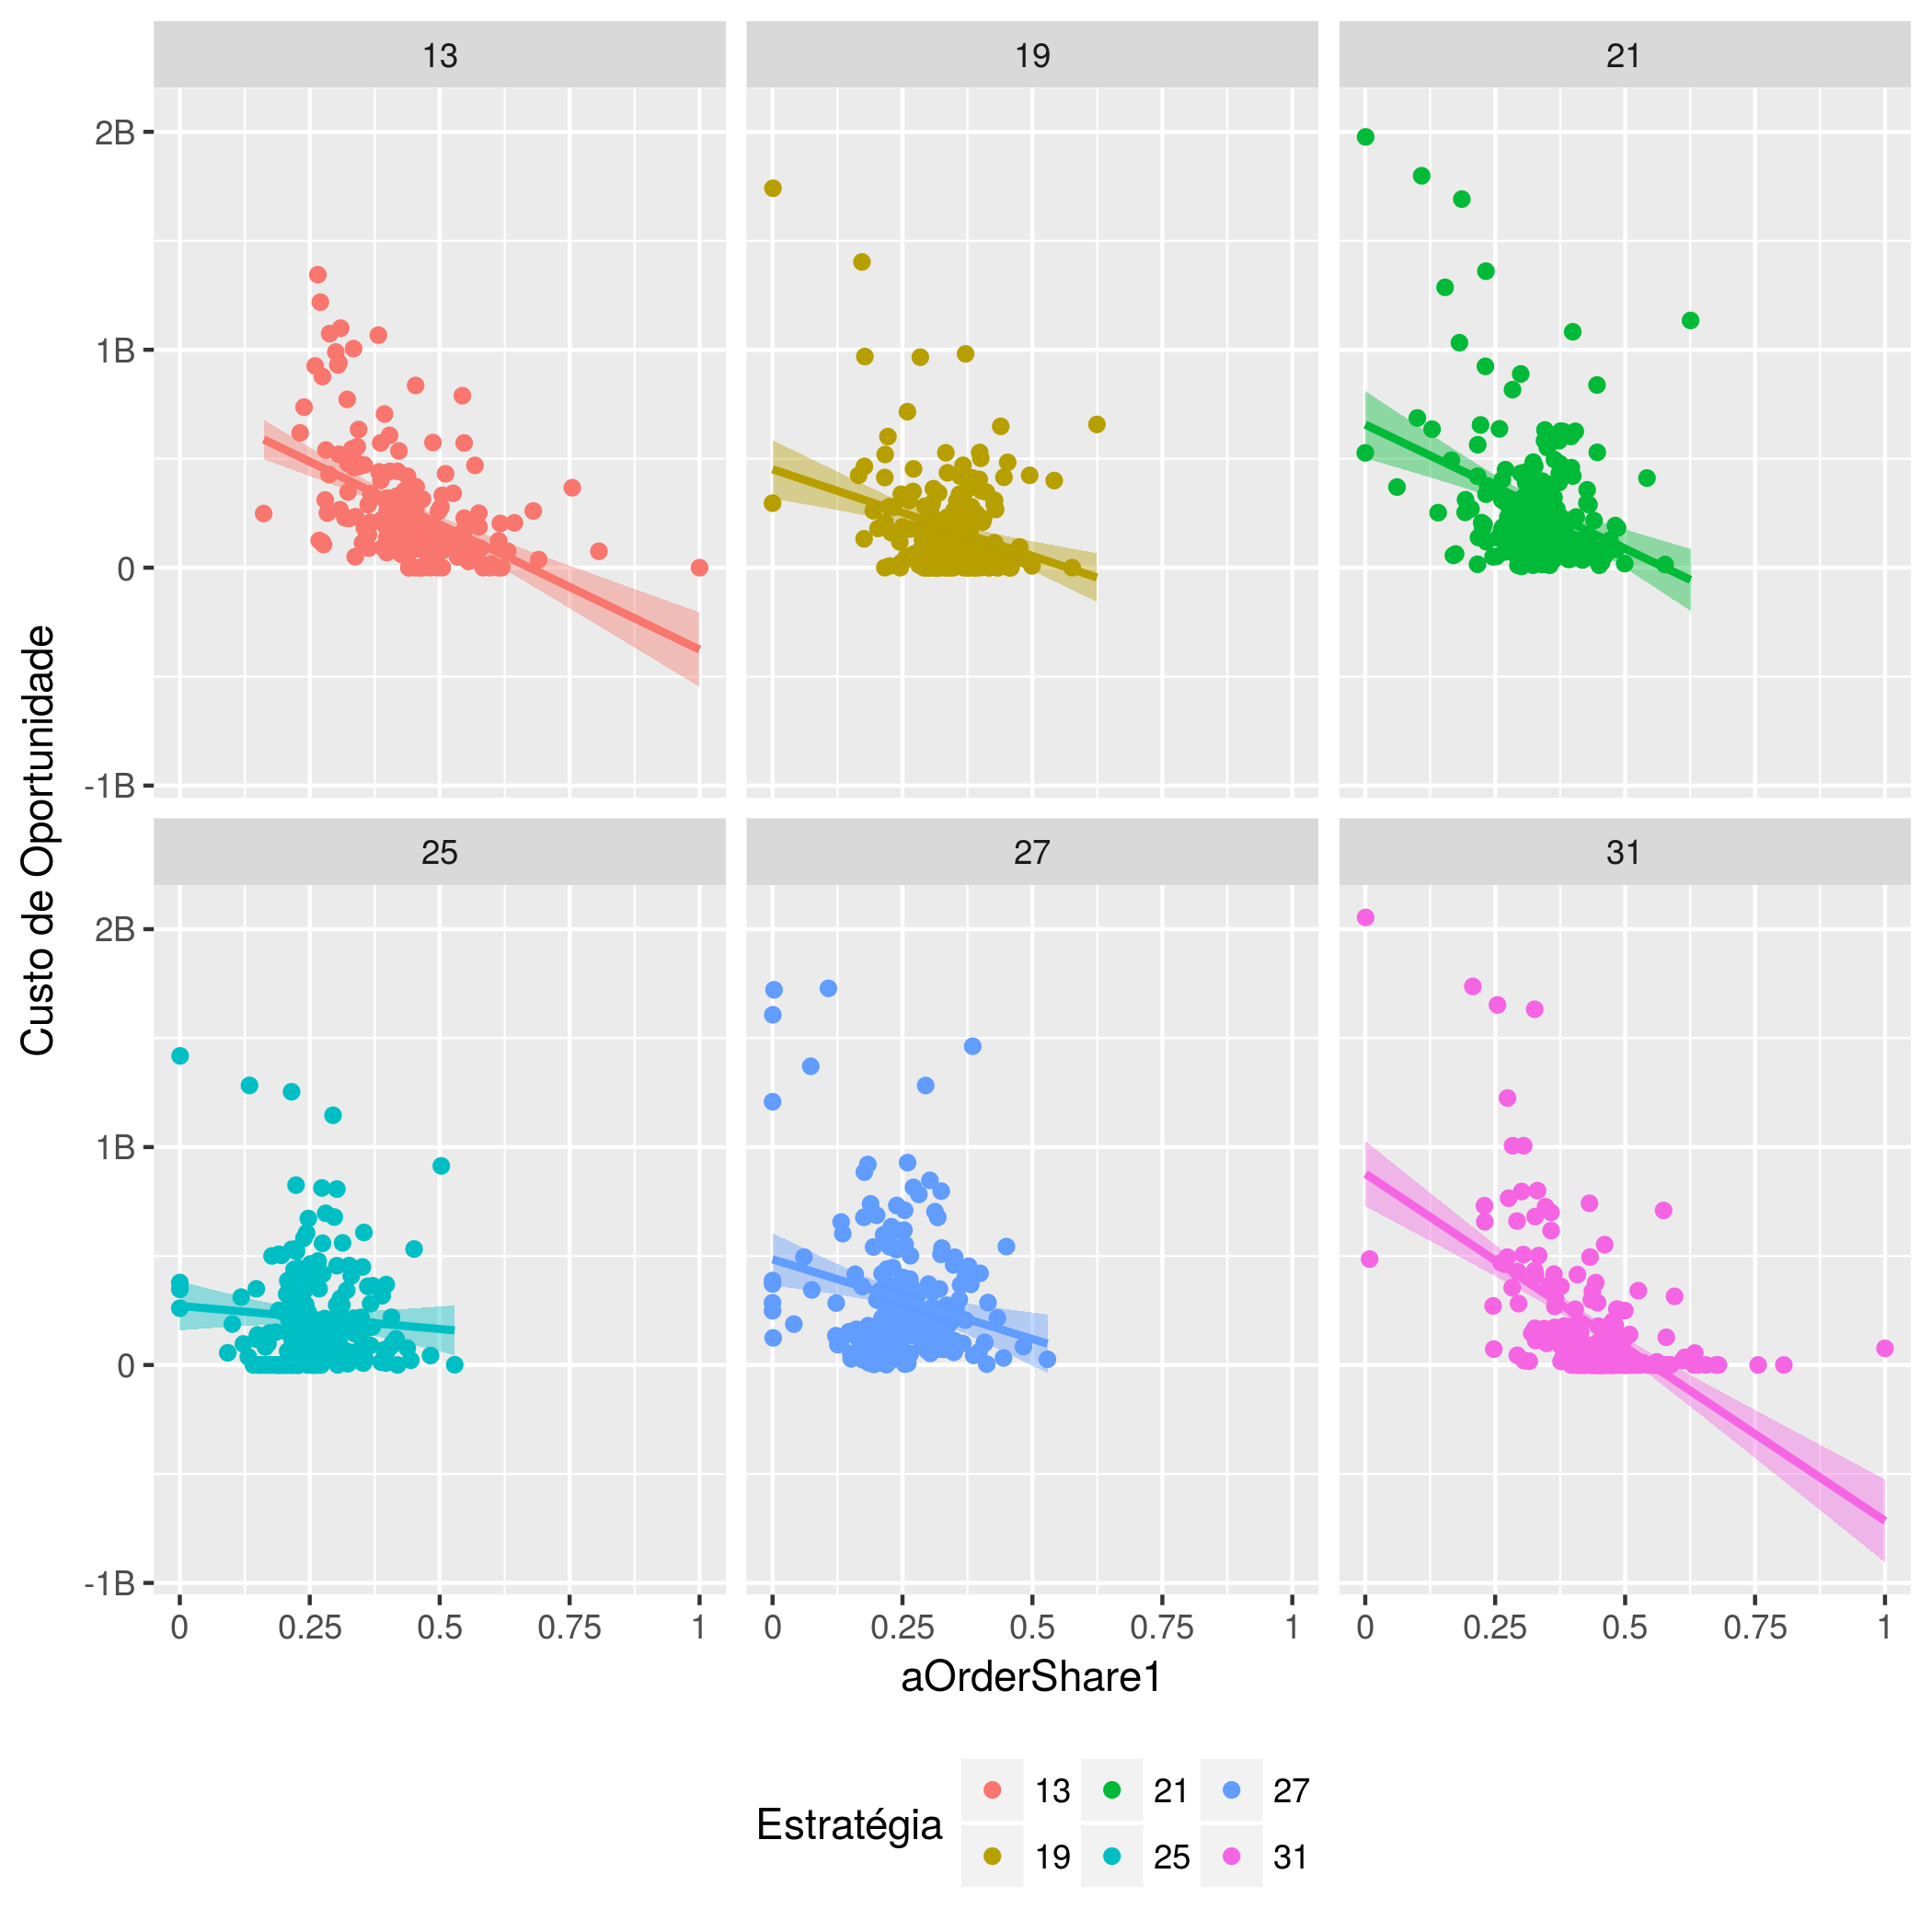 13 19 21
2B
1B
0
-1B
Custo de Oportunidade
25 27 31
2B
1B
0
-1B
0 0.25 0.5 0.75 1 0 0.25 0.5 0.75 1 0 0.25 0.5 0.75 1
aOrderShare1
Estratégia
13 21 27
19 25 31